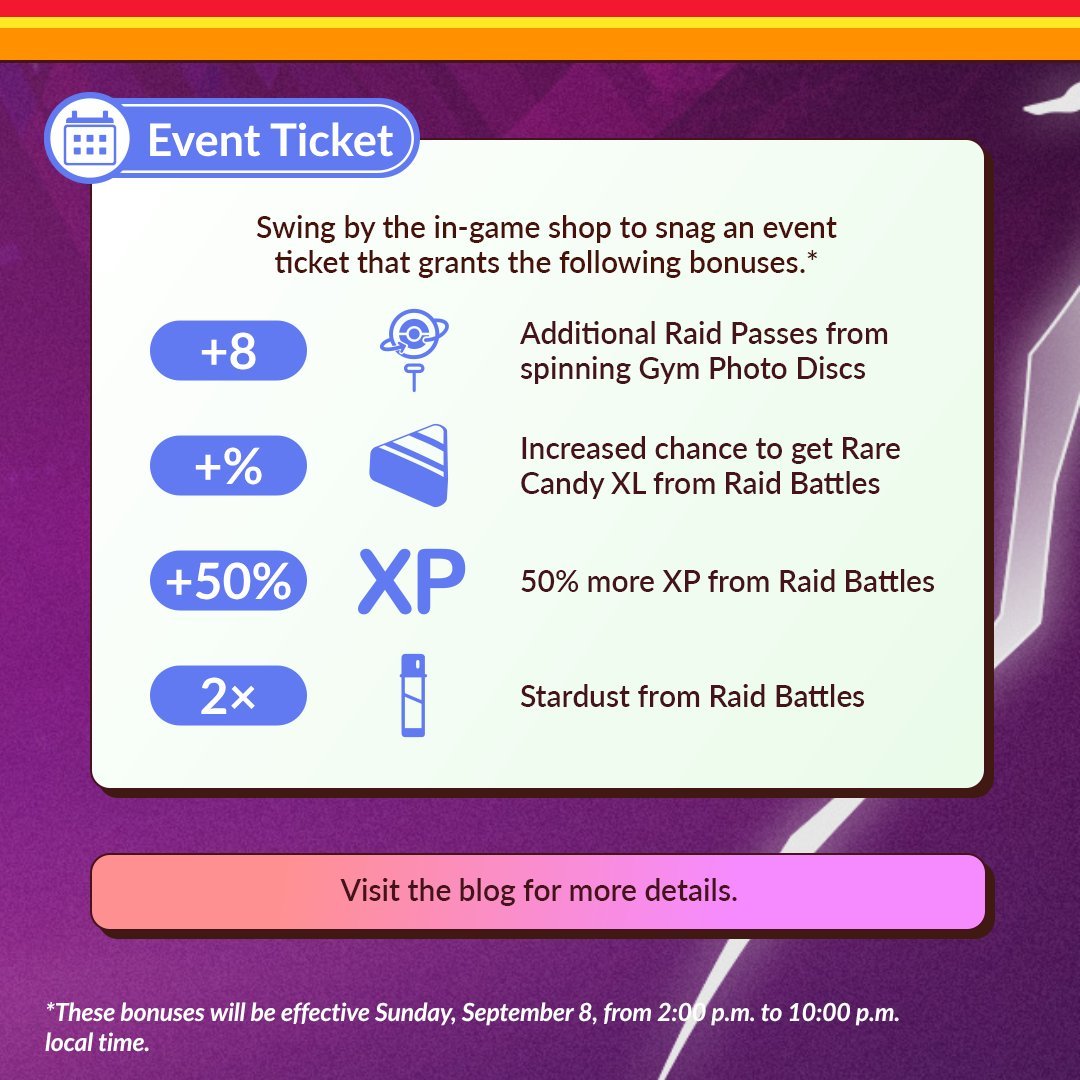 Event Ticket
Swing by the in-game shop to snag an event
ticket that grants the following bonuses.*
+8
Additional Raid Passes from
spinning Gym Photo Discs
+%
Increased chance to get Rare
Candy XL from Raid Battles
+50%
XP
50% more XP from Raid Battles
2×
Stardust from Raid Battles
Visit the blog for more details.
*These bonuses will be effective Sunday, September 8, from 2:00 p.m. to 10:00 p.m.
local time.